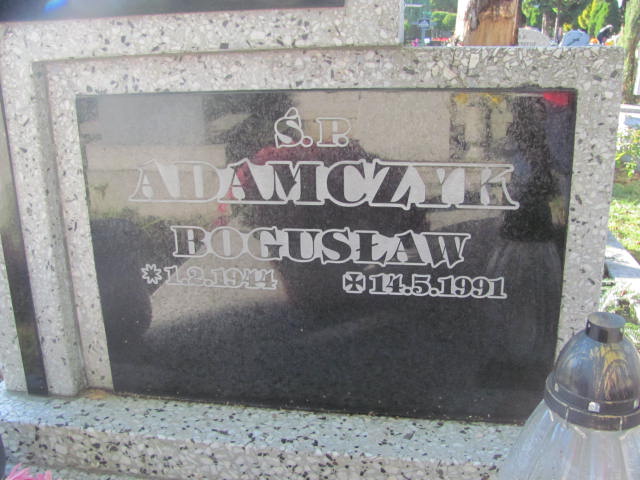 Ś.P.
ADAMCZYK
BOGUSŁAW
* 1.2.1944 ✠ 14.5.1991